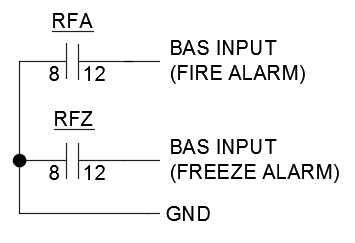 RFA
8 12
BAS INPUT
(FIRE ALARM)
RFZ
8 12
BAS INPUT
(FREEZE ALARM)
GND